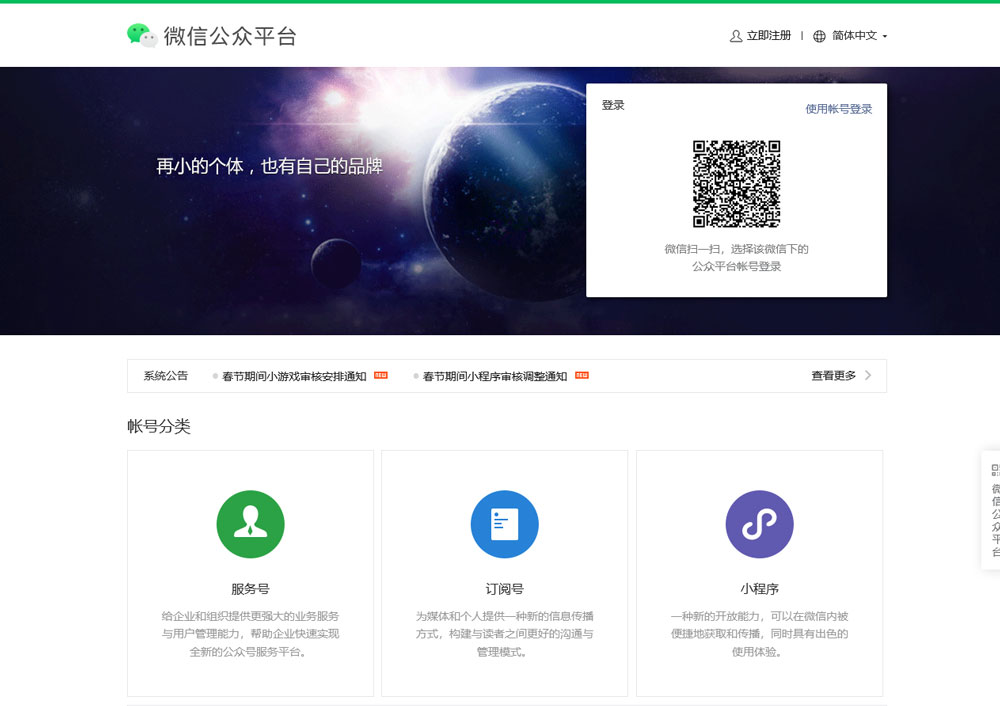 微信公众平台
立即注册 | 简体中文
登录
使用帐号登录
再小的个体，也有自己的品牌
微信扫一扫，选择该微信下的
公众平台帐号登录
系统公告 春节期间小游戏审核安排通知 NEW 春节期间小程序审核调整通知 NEW 查看更多
帐号分类
服务号
给企业和组织提供更强大的业务服务
与用户管理能力，帮助企业快速实现
全新的公众号服务平台。
订阅号
为媒体和个人提供一种新的信息传播
方式，构建与读者之间更好的沟通与
管理模式。
小程序
一种新的开放能力，可以在微信内被
便捷地获取和传播，同时具有出色的
使用体验。
微信公众平台